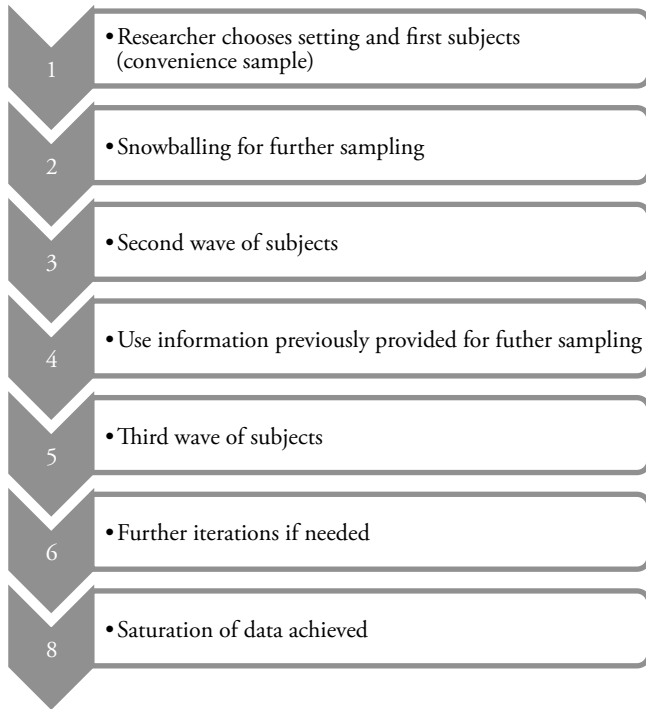 1
•Researcher chooses setting and first subjects
(convenience sample)
2
•Snowballing for further sampling
3
•Second wave of subjects
4
•Use information previously provided for futher sampling
5
•Third wave of subjects
6
•Further iterations if needed
8
•Saturation of data achieved